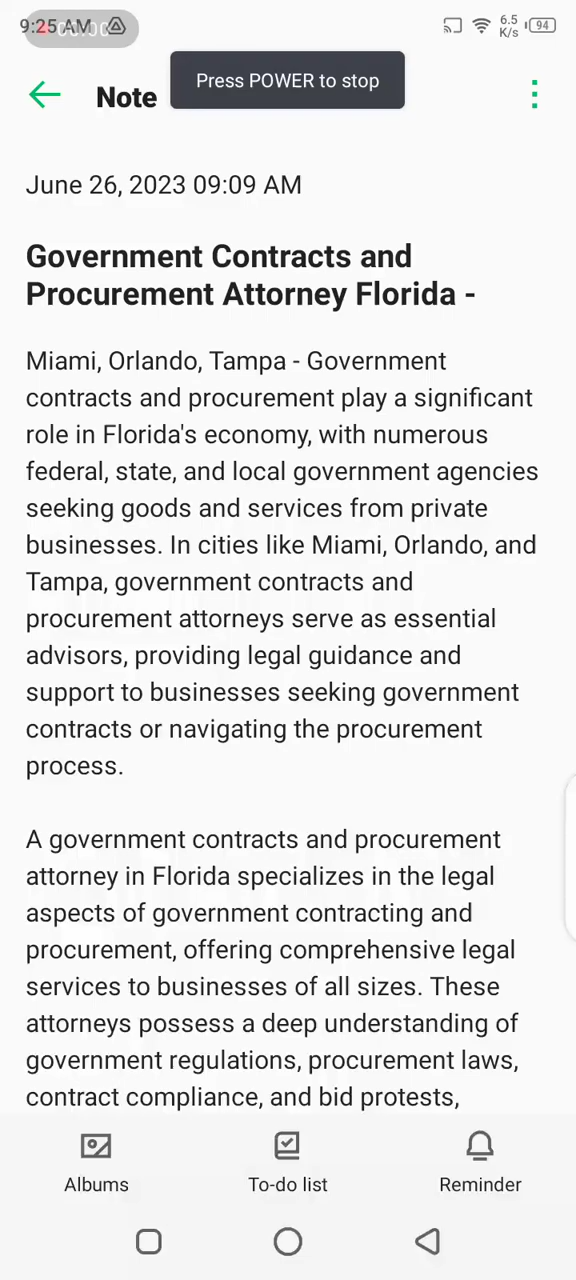 9:25 AM
00:00
6.5
K/s
94
Press POWER to stop
Note
June 26, 2023 09:09 AM
Government Contracts and
Procurement Attorney Florida -
Miami, Orlando, Tampa - Government
contracts and procurement play a significant
role in Florida's economy, with numerous
federal, state, and local government agencies
seeking goods and services from private
businesses. In cities like Miami, Orlando, and
Tampa, government contracts and
procurement attorneys serve as essential
advisors, providing legal guidance and
support to businesses seeking government
contracts or navigating the procurement
process.
A government contracts and procurement
attorney in Florida specializes in the legal
aspects of government contracting and
procurement, offering comprehensive legal
services to businesses of all sizes. These
attorneys possess a deep understanding of
government regulations, procurement laws,
contract compliance, and bid protests,
Albums
To-do list
Reminder